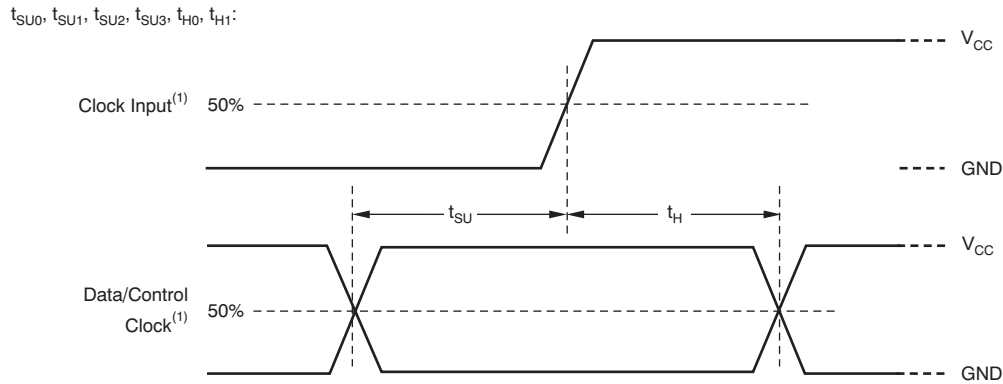 tSU0, tSU1, tSU2, tSU3, tH0, tH1:
VCC
Clock Input(1) 50%
GND
tSU tH
VCC
Data/Control
Clock(1) 50%
GND